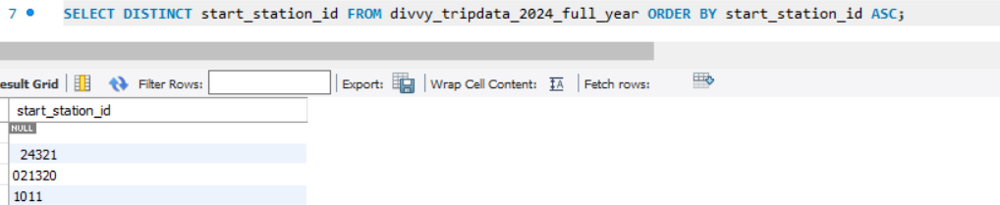 7 SELECT DISTINCT start_station_id FROM divvy_tripdata_2024_full_year ORDER BY start_station_id ASC;
esult Grid Filter Rows: Export: Wrap Cell Content: IA Fetch rows:
start_station_id
NULL
24321
021320
1011